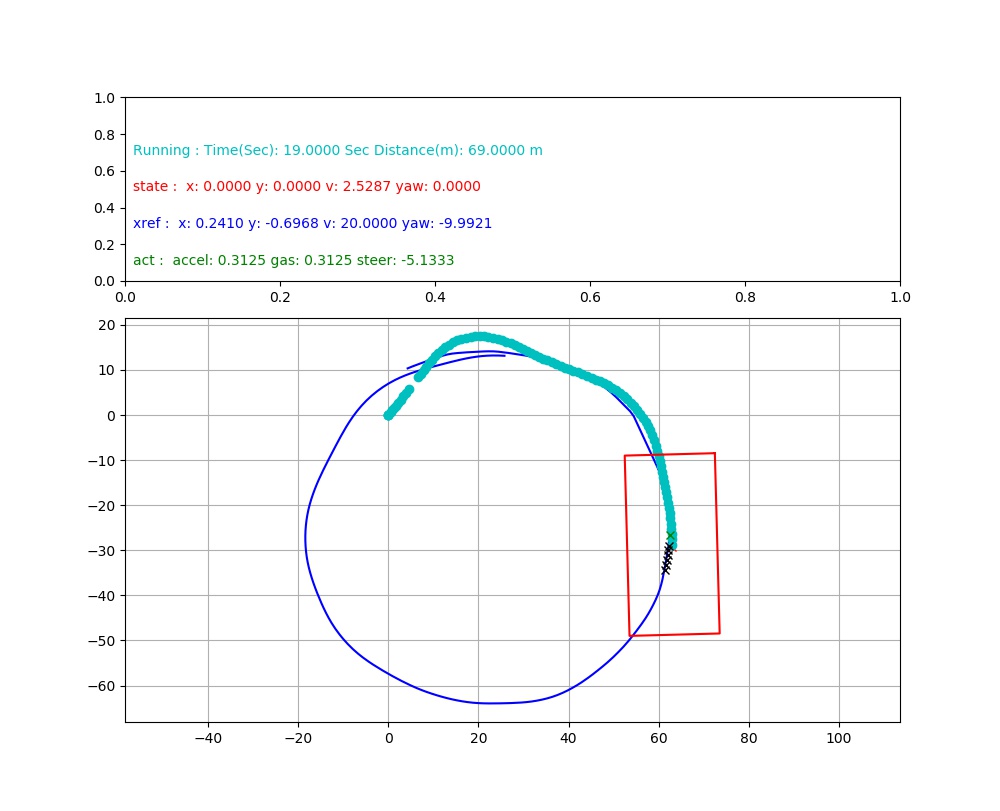 1.0
0.8
Running : Time(Sec): 19.0000 Sec Distance(m): 69.0000 m
0.6
state :  x: 0.0000 y: 0.0000 v: 2.5287 yaw: 0.0000
0.4
xref :  x: 0.2410 y: -0.6968 v: 20.0000 yaw: -9.9921
0.2
act :  accel: 0.3125 gas: 0.3125 steer: -5.1333
0.0
0.0 0.2 0.4 0.6 0.8 1.0
20
10
0
−10
−20
−30
−40
−50
−60
−40 −20 0 20 40 60 80 100